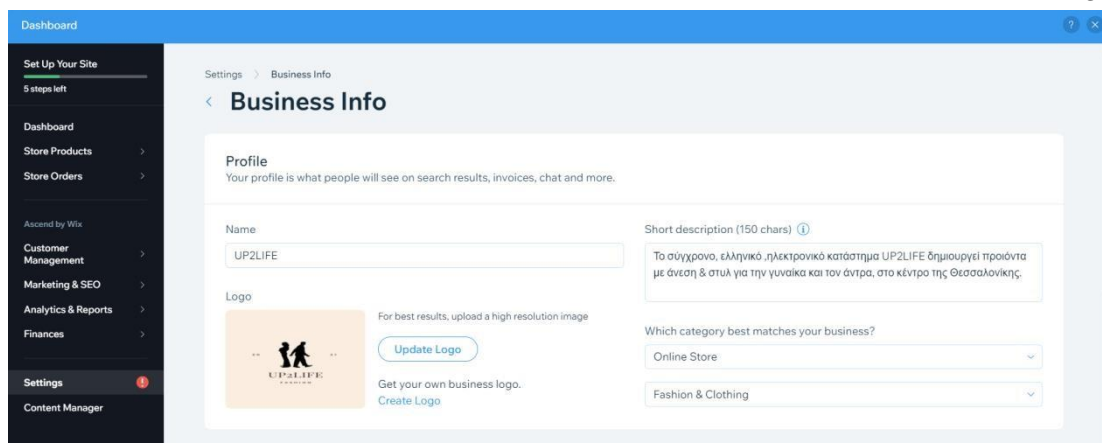 Dashboard
?
Set Up Your Site
5 steps left
Dashboard
Store Products
Store Orders
Ascend by Wix
Customer
Management
Marketing & SEO
Analytics & Reports
Finances
Settings
Content Manager
Settings > Business Info
Business Info
Profile
Your profile is what people will see on search results, invoices, chat and more.
Name
UP2LIFE
Logo
UP2LIFE
FASHION
For best results, upload a high resolution image
Update Logo
Get your own business logo.
Create Logo
Short description (150 chars)
Το σύγχρονο, ελληνικό ,ηλεκτρονικό κατάστημα UP2LIFE δημιουργεί προιόντα
με άνεση & στυλ για την γυναίκα και τον άντρα, στο κέντρο της Θεσσαλονίκης.
Which category best matches your business?
Online Store
Fashion & Clothing